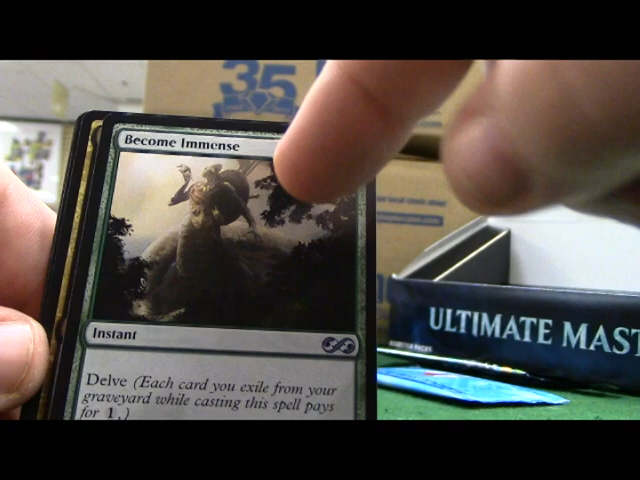 35
Become Immense
ULTIMATE MAST
Instant
Delve (Each card you exile from your
graveyard while casting this spell pays
for 1.)